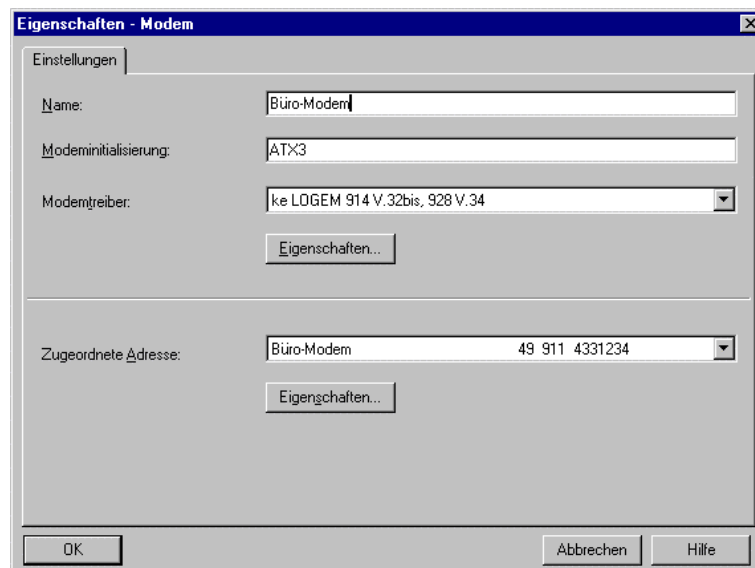 Eigenschaften - Modem
Einstellungen
Name: Büro-Modem
Modeminitialisierung: ATX3
Modemtreiber: ke LOGEM 914 V.32bis, 928 V.34
Eigenschaften...
Zugeordnete Adresse: Büro-Modem 49 911 4331234
Eigenschaften...
OK Abbrechen Hilfe